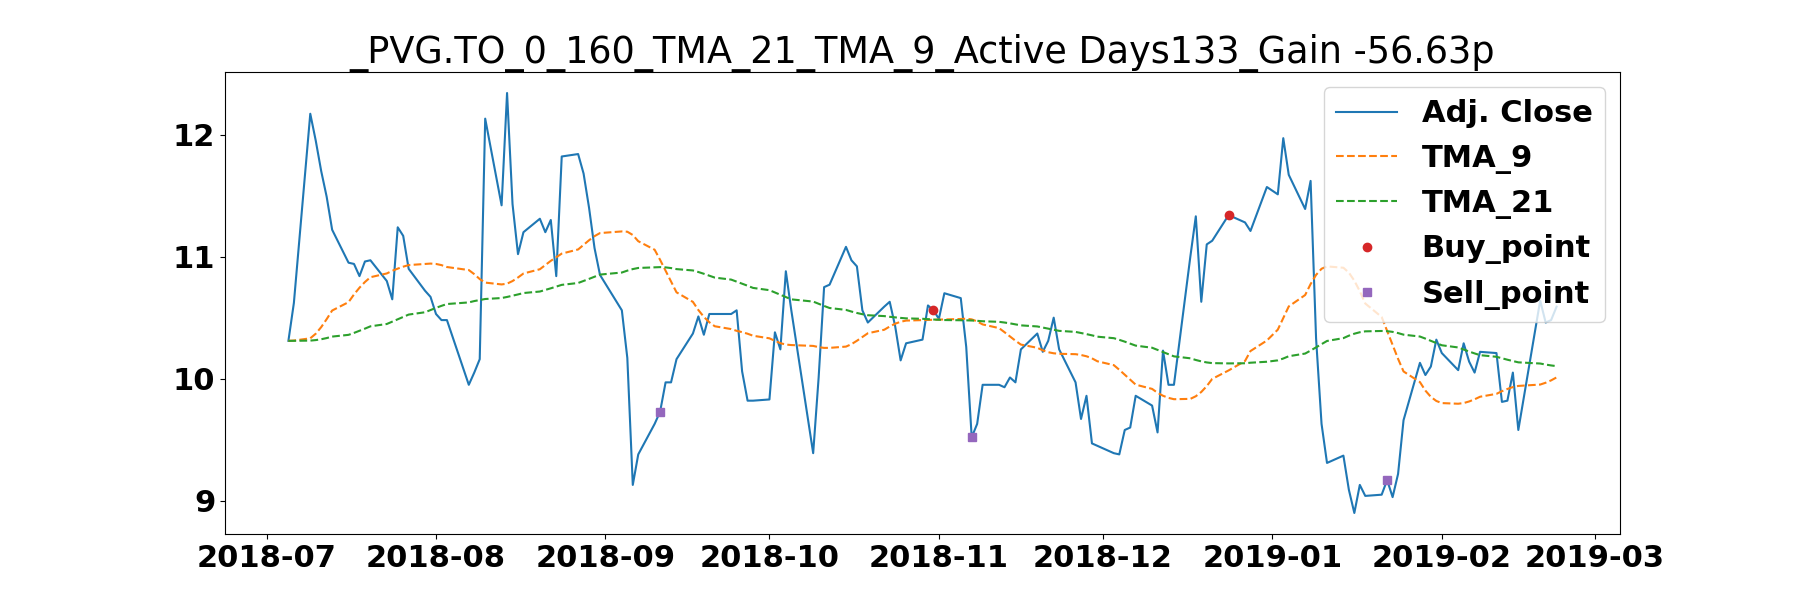 _PVG.TO_0_160_TMA_21_TMA_9_Active Days133_Gain -56.63p
Adj. Close
TMA_9
TMA_21
Buy_point
Sell_point
12
11
10
9
2018-07 2018-08 2018-09 2018-10 2018-11 2018-12 2019-01 2019-02 2019-03